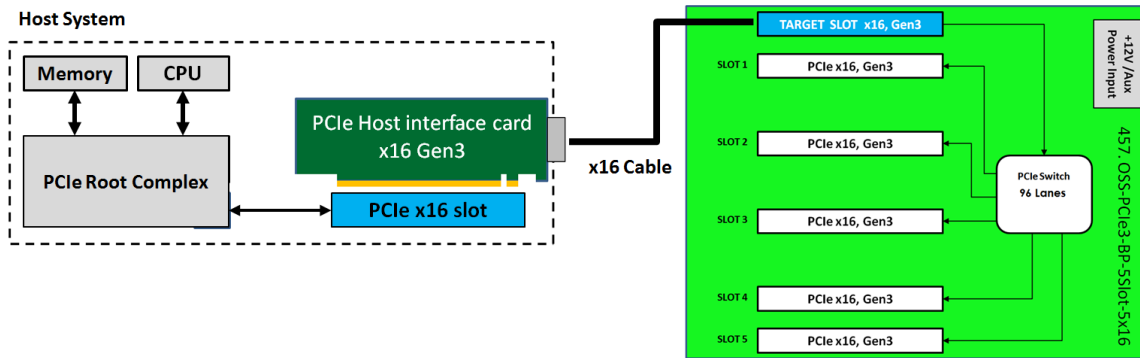 Host System
Memory
CPU
PCIe Root Complex
PCIe Host interface card
x16 Gen3
PCIe x16 slot
x16 Cable
TARGET SLOT x16, Gen3
SLOT 1
PCIe x16, Gen3
SLOT 2
PCIe x16, Gen3
SLOT 3
PCIe x16, Gen3
SLOT 4
PCIe x16, Gen3
SLOT 5
PCIe x16, Gen3
PCIe Switch
96 Lanes
+12V /Aux
Power Input
457. OSS-PCIe3-BP-5Slot-5x16